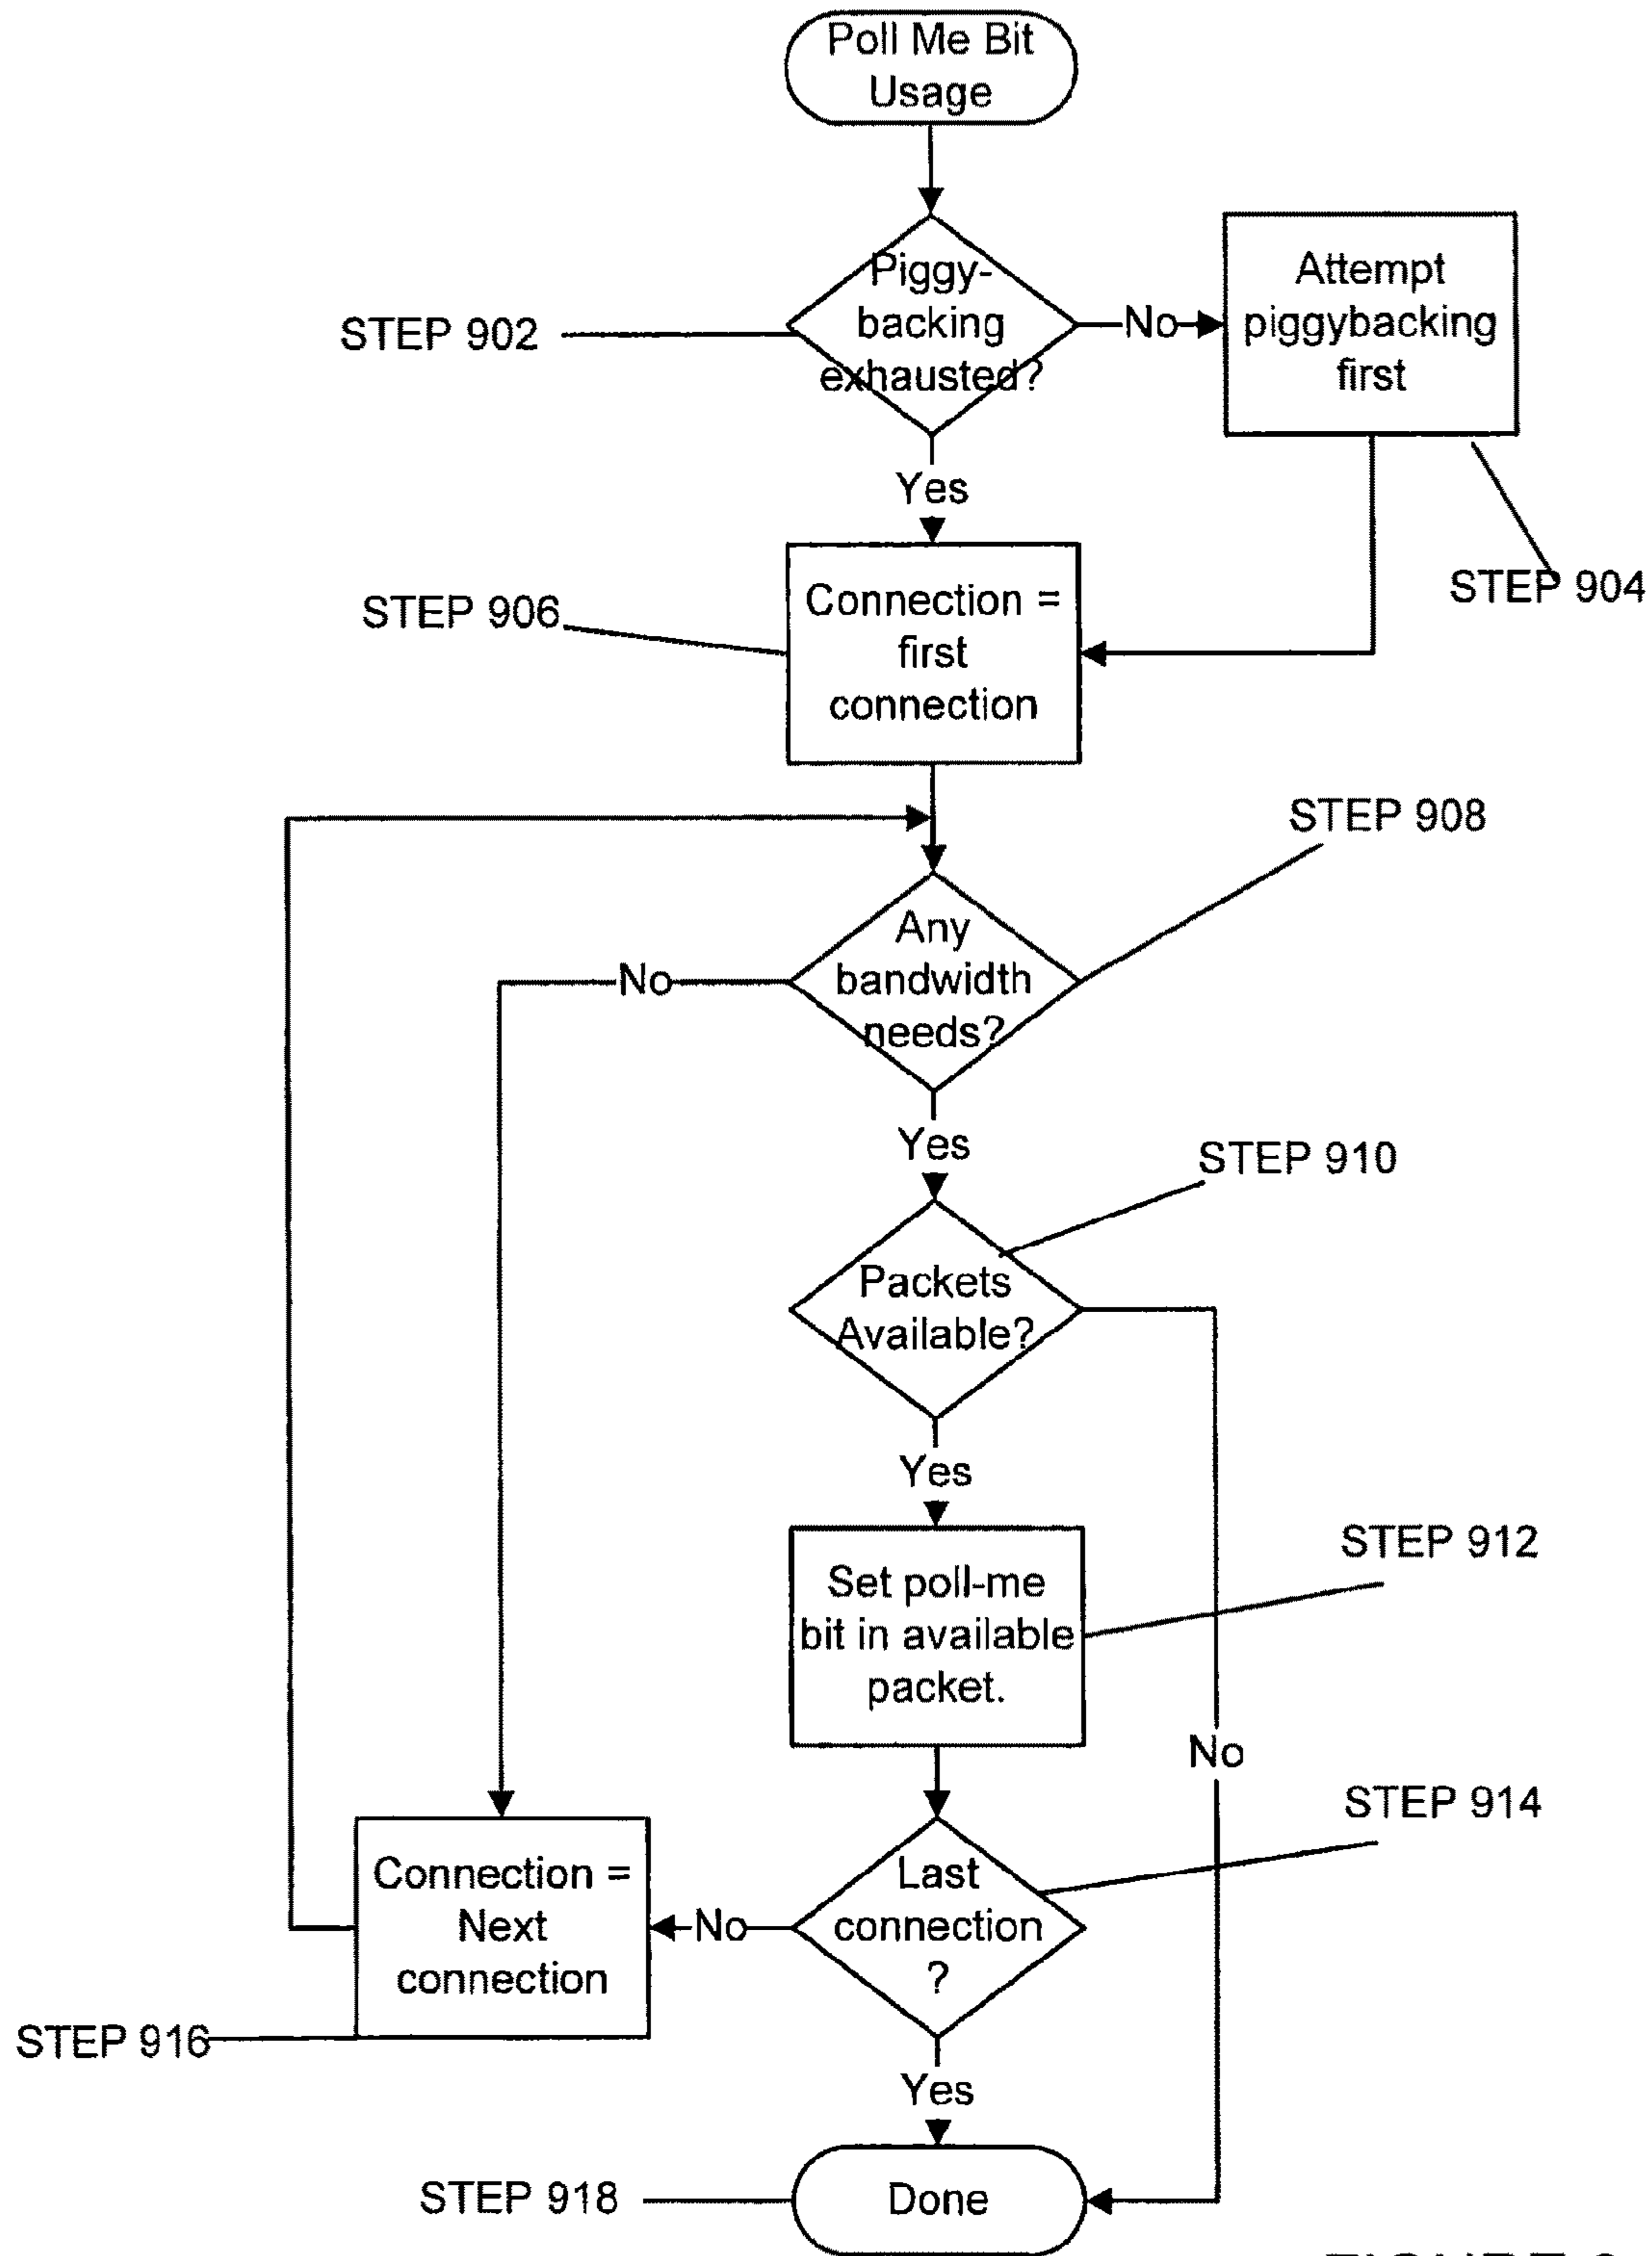 Poll Me Bit
Usage
Piggy-
backing
exhausted?
No
Attempt
piggybacking
first
STEP 902
Yes
STEP 904
Connection =
first
connection
STEP 906
STEP 908
Any
bandwidth
needs?
No
Yes
STEP 910
Packets
Available?
Yes
STEP 912
Set poll-me
bit in available
packet.
No
STEP 914
Last
connection
?
No
Connection =
Next
connection
STEP 916
Yes
STEP 918
Done